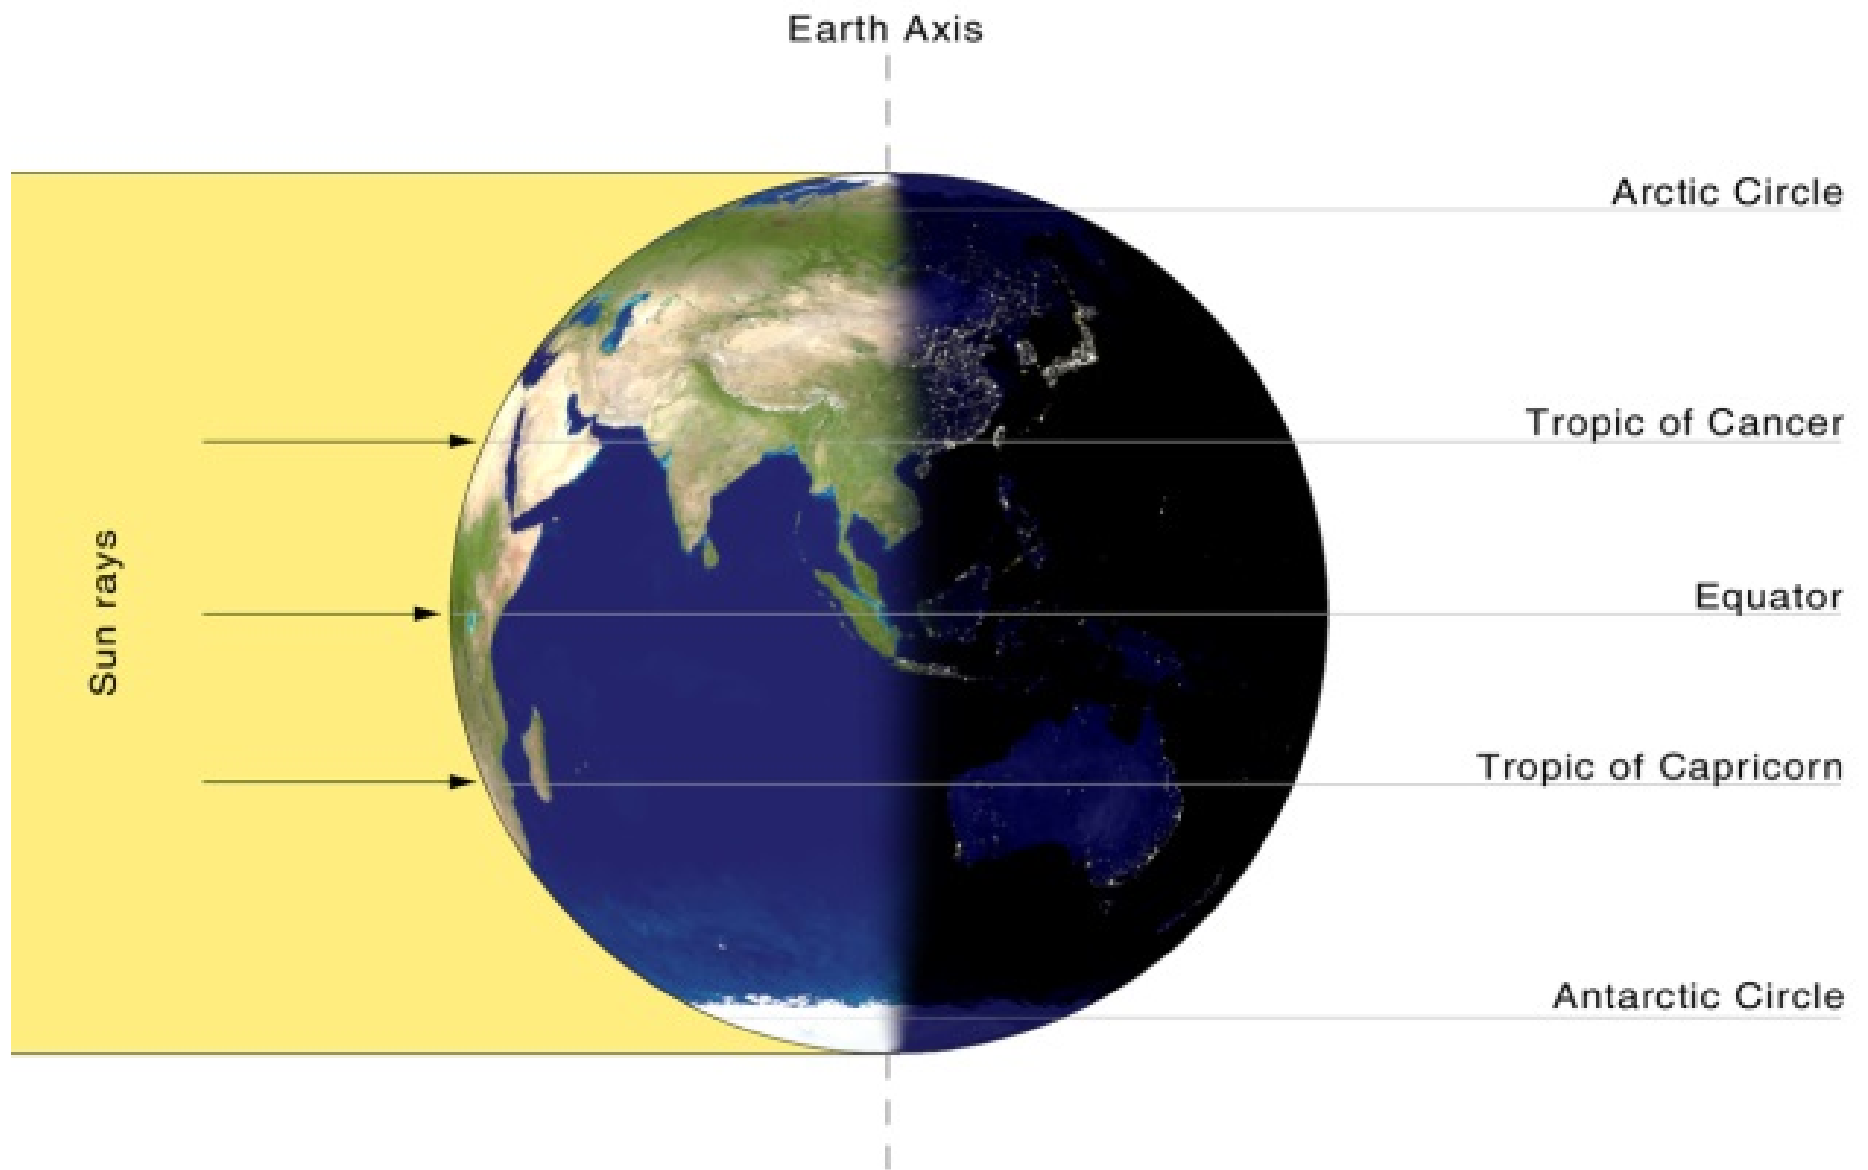 Earth Axis
Arctic Circle
Tropic of Cancer
Sun rays
Equator
Tropic of Capricorn
Antarctic Circle